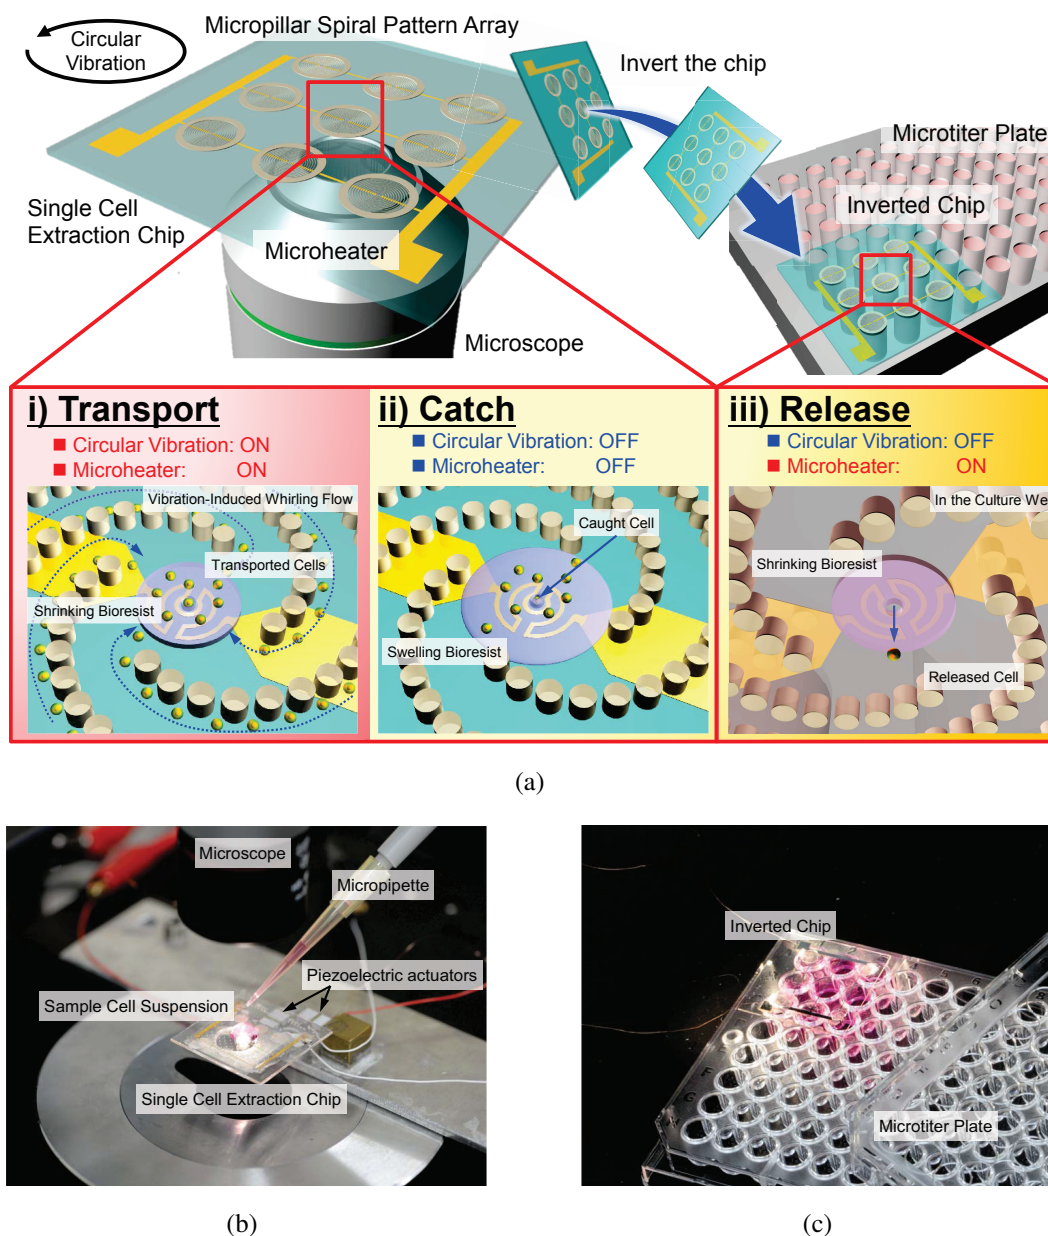 Circular
Vibration
Micropillar Spiral Pattern Array
Invert the chip
Microtiter Plate
Inverted Chip
Single Cell
Extraction Chip
Microheater
Microscope
i) Transport
Circular Vibration: ON
Microheater: ON
Vibration-Induced Whirling Flow
Transported Cells
Shrinking Bioresist
ii) Catch
Circular Vibration: OFF
Microheater: OFF
Caught Cell
Swelling Bioresist
iii) Release
Circular Vibration: OFF
Microheater: ON
In the Culture We
Shrinking Bioresist
Released Cell
(a)
Microscope
Micropipette
Piezoelectric actuators
Sample Cell Suspension
Single Cell Extraction Chip
(b)
Inverted Chip
Microtiter Plate
(c)